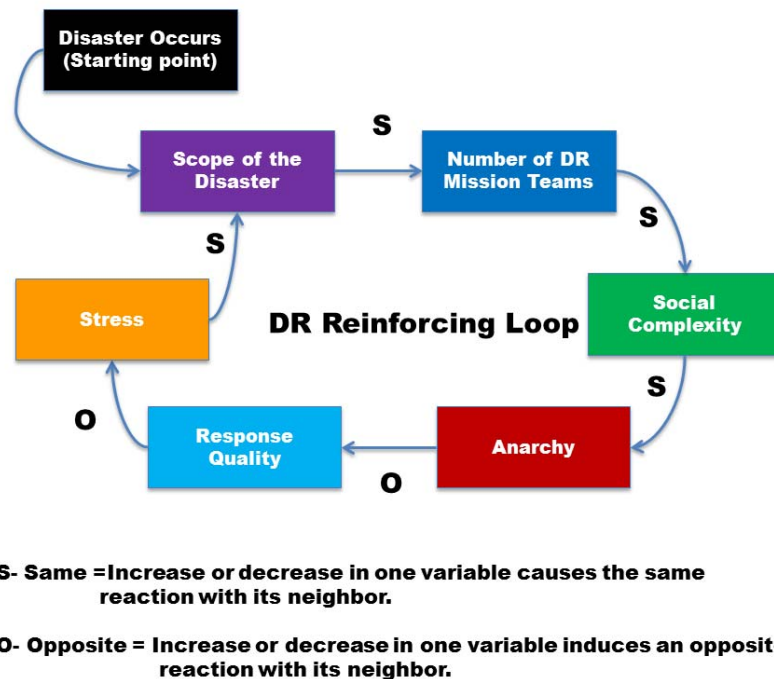 Disaster Occurs
(Starting point)
S
Scope of the
Disaster
Number of DR
Mission Teams
S
S
Stress
DR Reinforcing Loop
Social
Complexity
S
O
Response
Quality
Anarchy
O
S- Same =Increase or decrease in one variable causes the same
reaction with its neighbor.
O- Opposite = Increase or decrease in one variable induces an opposit
reaction with its neighbor.